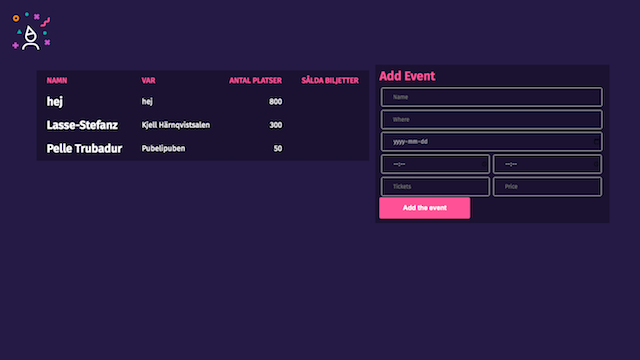 NAMN VAR ANTAL PLATSER SÅLDA BILJETTER
hej hej 800
Lasse-Stefanz Kjell Härnqvistsalen 300
Pelle Trubadur Pubelipuben 50
Add Event
Name
Where
yyyy-mm-dd
--:-- --:--
Tickets Price
Add the event